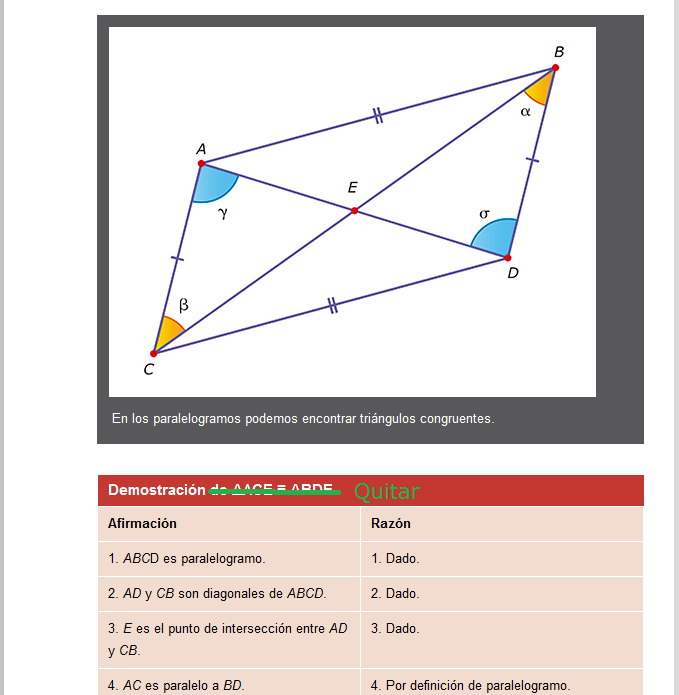 B
α
A
E
γ
σ
D
β
C
En los paralelogramos podemos encontrar triángulos congruentes.
Demostración de ΔACE ≡ ΔBDE Quitar
Afirmación Razón
1. ABCD es paralelogramo. 1. Dado.
2. AD y CB son diagonales de ABCD. 2. Dado.
3. E es el punto de intersección entre AD 3. Dado.
y CB.
4. AC es paralelo a BD. 4. Por definición de paralelogramo.